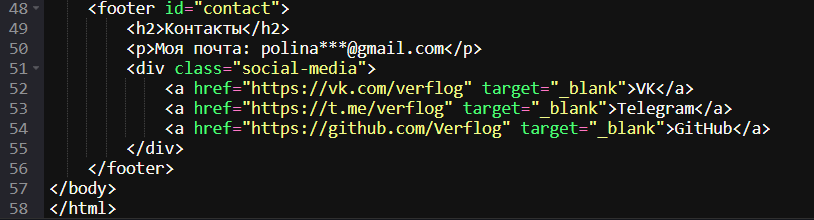 48 <footer id="contact">
49 <h2>Контакты</h2>
50 <p>Моя почта: polina***@gmail.com</p>
51 <div class="social-media">
52 <a href="https://vk.com/verflog" target="_blank">VK</a>
53 <a href="https://t.me/verflog" target="_blank">Telegram</a>
54 <a href="https://github.com/Verflog" target="_blank">GitHub</a>
55 </div>
56 </footer>
57 </body>
58 </html>